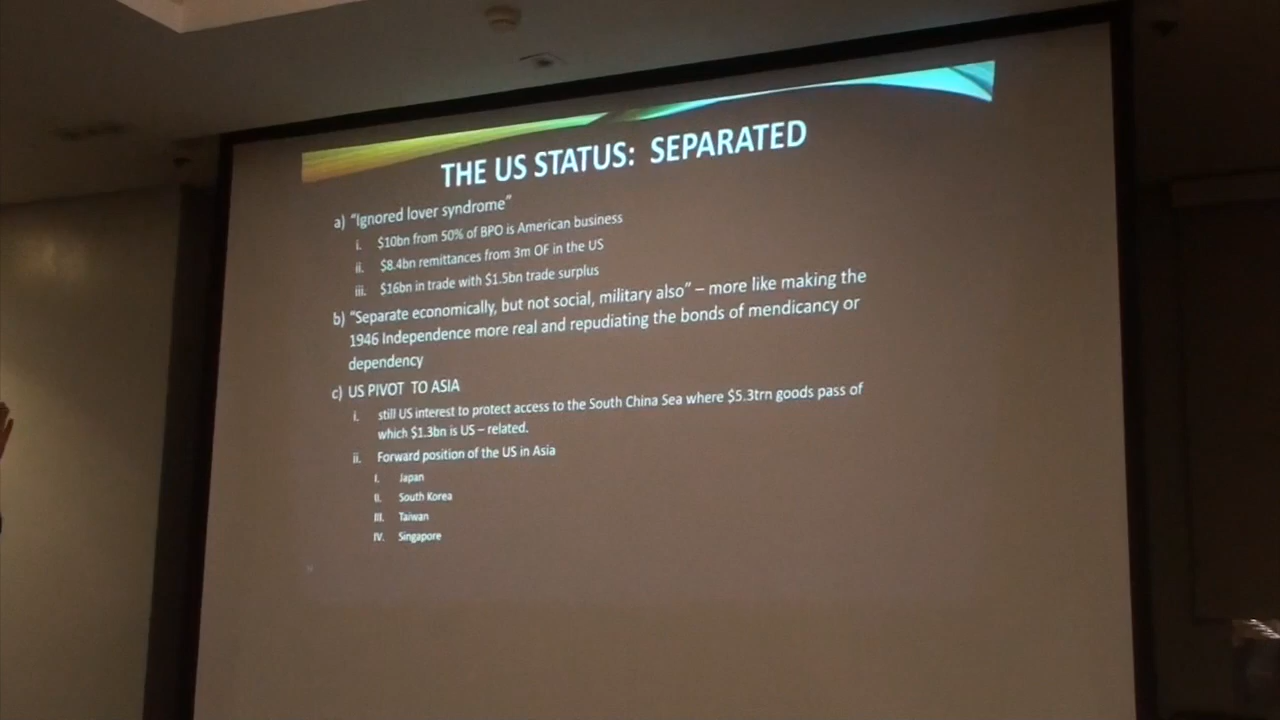 THE US STATUS: SEPARATED
a) "Ignored lover syndrome"
i. $10bn from 50% of BPO is American business
ii. $8.4bn remittances from 3m OF in the US
iii. $16bn in trade with $1.5bn trade surplus
b) "Separate economically, but not social, military also" – more like making the
1946 Independence more real and repudiating the bonds of mendicancy or
dependency
c) US PIVOT TO ASIA
i. still US interest to protect access to the South China Sea where $5.3trn goods pass of
which $1.3bn is US – related.
ii. Forward position of the US in Asia
I. Japan
II. South Korea
III. Taiwan
IV. Singapore